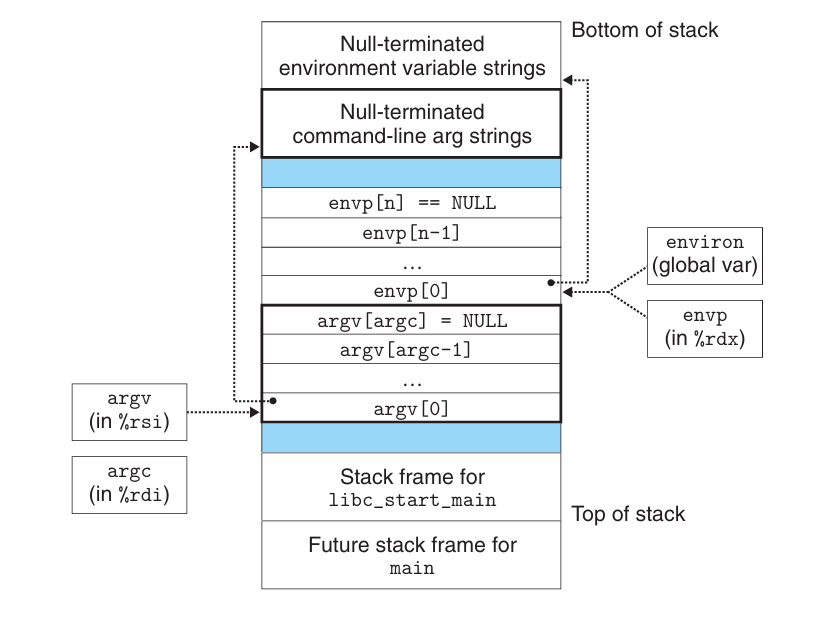 Bottom of stack
Null-terminated
environment variable strings
Null-terminated
command-line arg strings
envp[n] == NULL
envp[n-1]
...
envp[0]
environ
(global var)
envp
(in %rdx)
argv[argc] = NULL
argv[argc-1]
...
argv[0]
argv
(in %rsi)
argc
(in %rdi)
Stack frame for
libc_start_main
Top of stack
Future stack frame for
main